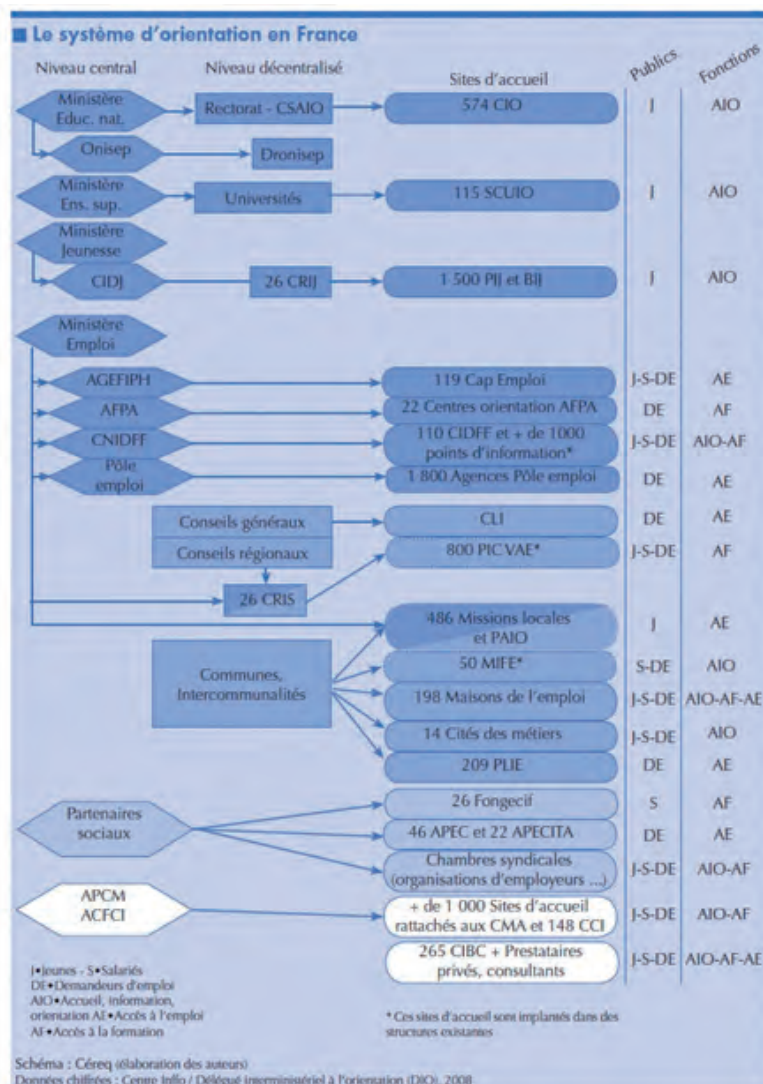 ■ Le système d'orientation en France
Niveau central
Niveau décentralisé
Sites d'accueil
Publics
Fonctions
Ministère
Educ. nat.
Rectorat - CSAIO
574 CIO
J
AIO
Onisep
Dronisep
Ministère
Ens. sup.
Universités
115 SCUIO
J
AIO
Ministère
Jeunesse
CIDJ
26 CRIJ
1 500 PIJ et BIJ
J
AIO
Ministère
Emploi
AGEFIPH
119 Cap Emploi
J-S-DE
AE
AFPA
22 Centres orientation AFPA
DE
AF
CNIDFF
110 CIDFF et + de 1000
points d'information*
J-S-DE
AIO-AF
Pôle
emploi
1 800 Agences Pôle emploi
DE
AE
Conseils généraux
CLI
DE
AE
Conseils régionaux
800 PIC VAE*
J-S-DE
AF
26 CRIS
486 Missions locales
et PAIO
J
AE
Communes,
Intercommunalités
50 MIFE*
S-DE
AIO
198 Maisons de l'emploi
J-S-DE
AIO-AF-AE
14 Cités des métiers
J-S-DE
AIO
209 PLIE
DE
AE
Partenaires
sociaux
26 Fongecif
S
AF
46 APEC et 22 APECITA
DE
AE
Chambres syndicales
(organisations d'employeurs ...)
J-S-DE
AIO-AF
APCM
ACFCI
+ de 1 000 Sites d'accueil
rattachés aux CMA et 148 CCI
J-S-DE
AIO-AF
265 CIBC + Prestataires
privés, consultants
J-S-DE
AIO-AF-AE
J•Jeunes - S•Salariés
DE•Demandeurs d'emploi
AIO•Accueil, information,
orientation AE•Accès à l'emploi
AF•Accès à la formation
* Ces sites d'accueil sont implantés dans des
structures existantes
Schéma : Céreq (élaboration des auteurs)
Données chiffrées : Centre Inffo / Délégué interministériel à l'orientation (DIO), 2008